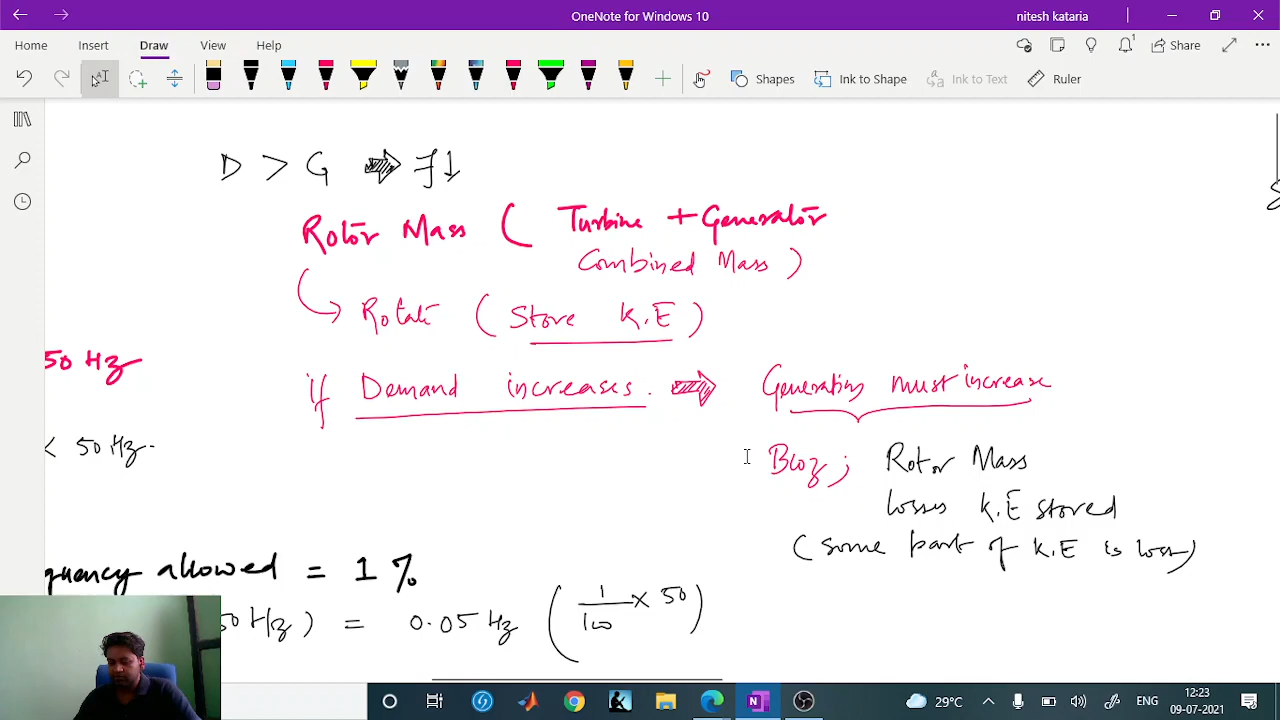 OneNote for Windows 10
nitesh kataria
Home Insert Draw View Help
Share
Shapes Ink to Shape Ink to Text Ruler
D > G ⇒ f↓
Rotor Mass ( Turbine + Generator
Combined Mass )
Rotate ( Store K.E )
50 Hz
if Demand increases. ⇒ Generation must increase
< 50 Hz.
Bcoz; Rotor Mass
losses K.E stored
( some part of K.E is loss)
quency allowed = 1 %
50 Hz ) = 0.05 Hz ( 1/100 × 50 )
29°C ENG
12:23
09-07-2021